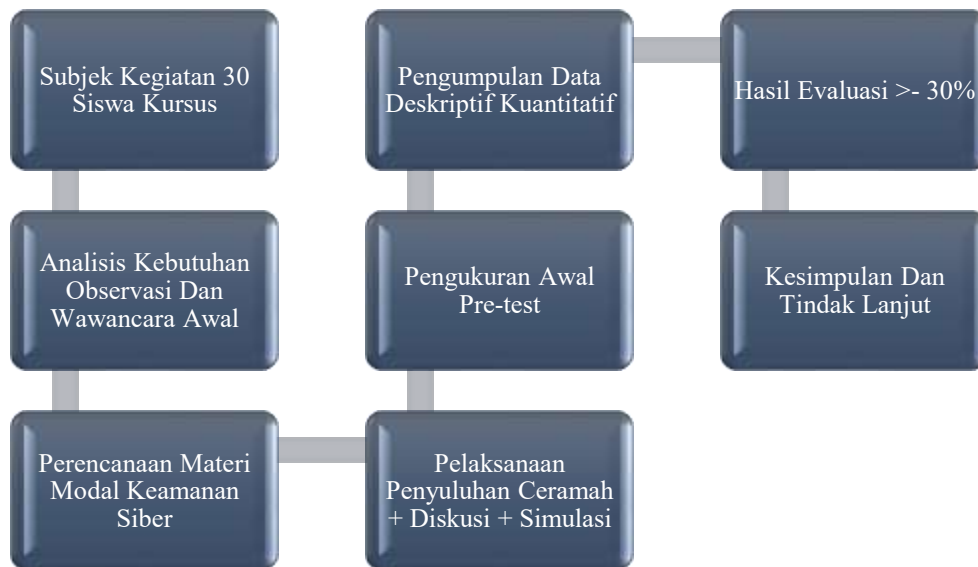 Subjek Kegiatan 30
Siswa Kursus
Analisis Kebutuhan
Observasi Dan
Wawancara Awal
Perencanaan Materi
Modal Keamanan
Siber
Pelaksanaan
Penyuluhan Ceramah
+ Diskusi + Simulasi
Pengukuran Awal
Pre-test
Pengumpulan Data
Deskriptif Kuantitatif
Hasil Evaluasi >- 30%
Kesimpulan Dan
Tindak Lanjut